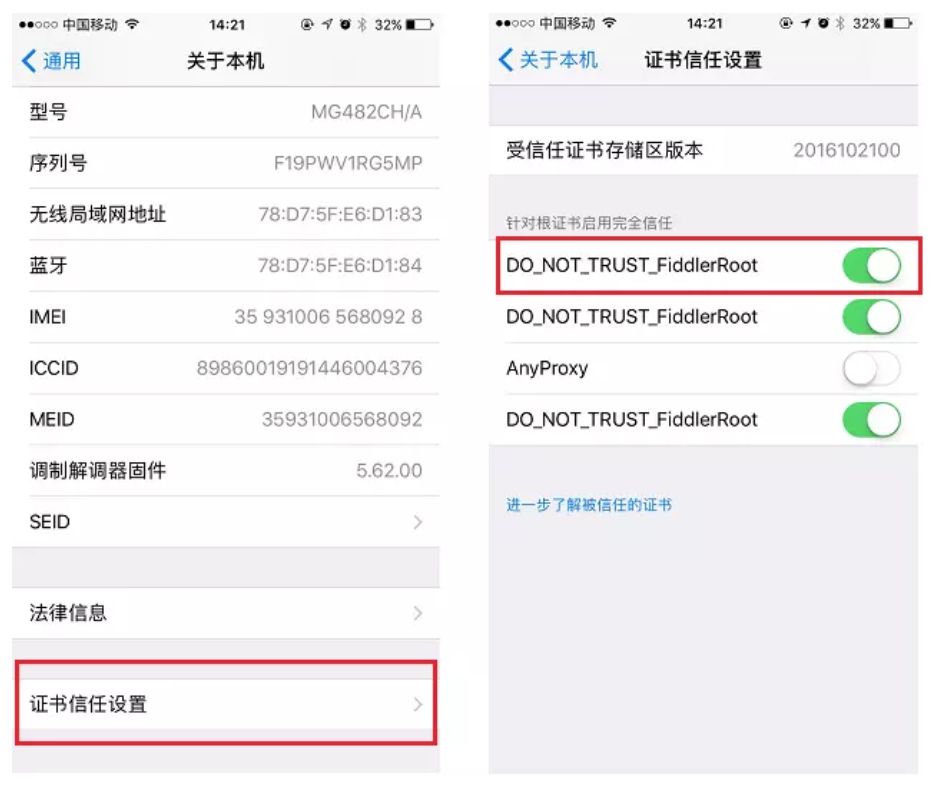 中国移动 14:21 32%
通用 关于本机
型号 MG482CH/A
序列号 F19PWV1RG5MP
无线局域网地址 78:D7:5F:E6:D1:83
蓝牙 78:D7:5F:E6:D1:84
IMEI 35 931006 568092 8
ICCID 89860019191446004376
MEID 35931006568092
调制解调器固件 5.62.00
SEID
法律信息
证书信任设置
中国移动 14:21 32%
关于本机 证书信任设置
受信任证书存储区版本 2016102100
针对根证书启用完全信任
DO_NOT_TRUST_FiddlerRoot
DO_NOT_TRUST_FiddlerRoot
AnyProxy
DO_NOT_TRUST_FiddlerRoot
进一步了解被信任的证书